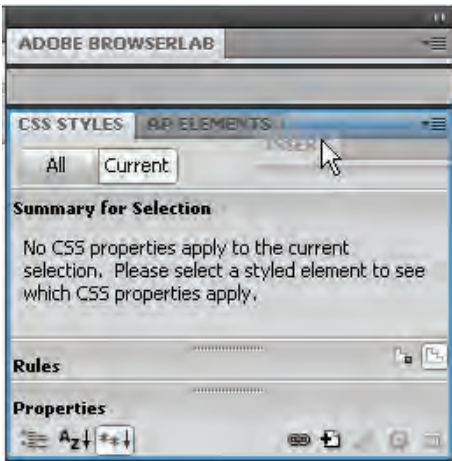 ADOBE BROWSERLAB
CSS STYLES AP ELEMENTS
INSERT
All Current
Summary for Selection
No CSS properties apply to the current
selection. Please select a styled element to see
which CSS properties apply.
Rules
Properties